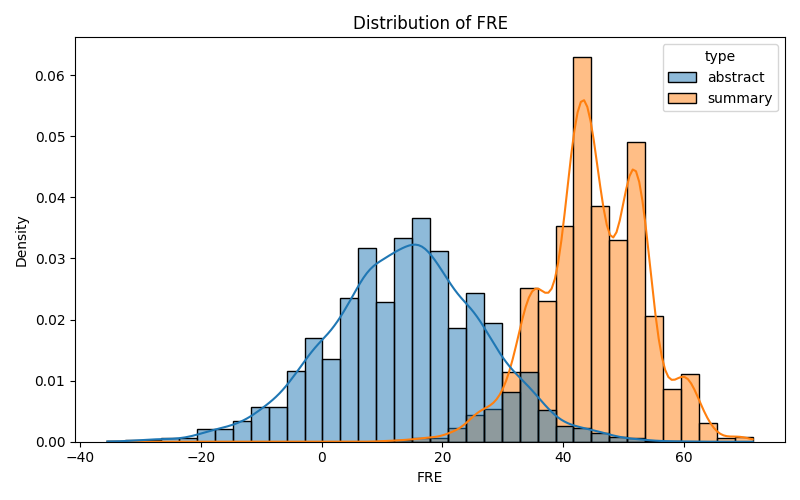 Distribution of FRE
type
abstract
summary
Density
0.06
0.05
0.04
0.03
0.02
0.01
0.00
−40 −20 0 20 40 60
FRE